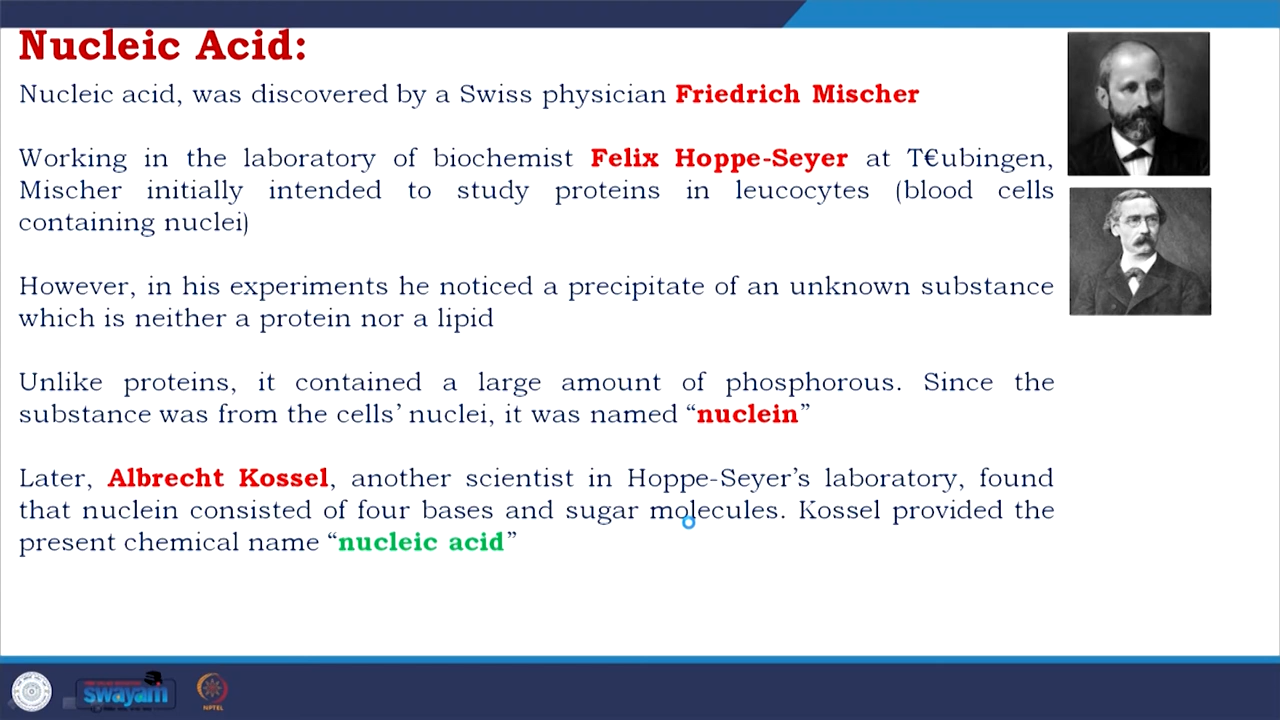 Nucleic Acid:
Nucleic acid, was discovered by a Swiss physician Friedrich Mischer
Working in the laboratory of biochemist Felix Hoppe-Seyer at T€ubingen,
Mischer initially intended to study proteins in leucocytes (blood cells
containing nuclei)
However, in his experiments he noticed a precipitate of an unknown substance
which is neither a protein nor a lipid
Unlike proteins, it contained a large amount of phosphorous. Since the
substance was from the cells’ nuclei, it was named “nuclein”
Later, Albrecht Kossel, another scientist in Hoppe-Seyer’s laboratory, found
that nuclein consisted of four bases and sugar molecules. Kossel provided the
present chemical name “nucleic acid”
swayam
NPTEL